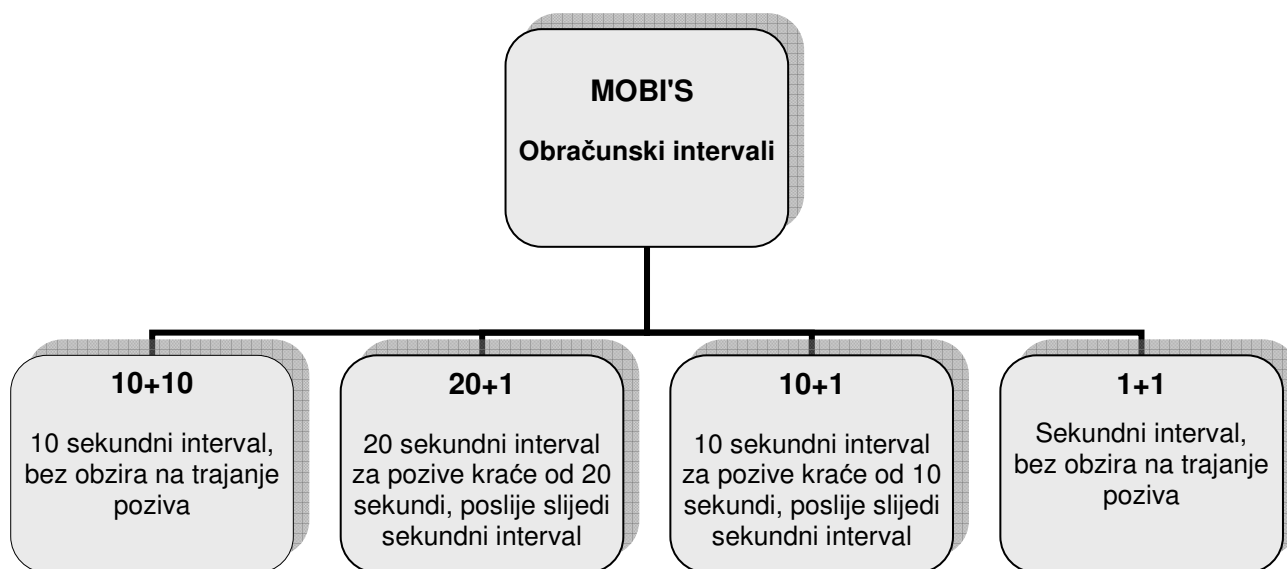 MOBI'S
Obračunski intervali
10+10
10 sekundni interval,
bez obzira na trajanje
poziva
20+1
20 sekundni interval
za pozive kraće od 20
sekundi, poslije slijedi
sekundni interval
10+1
10 sekundni interval
za pozive kraće od 10
sekundi, poslije slijedi
sekundni interval
1+1
Sekundni interval,
bez obzira na trajanje
poziva